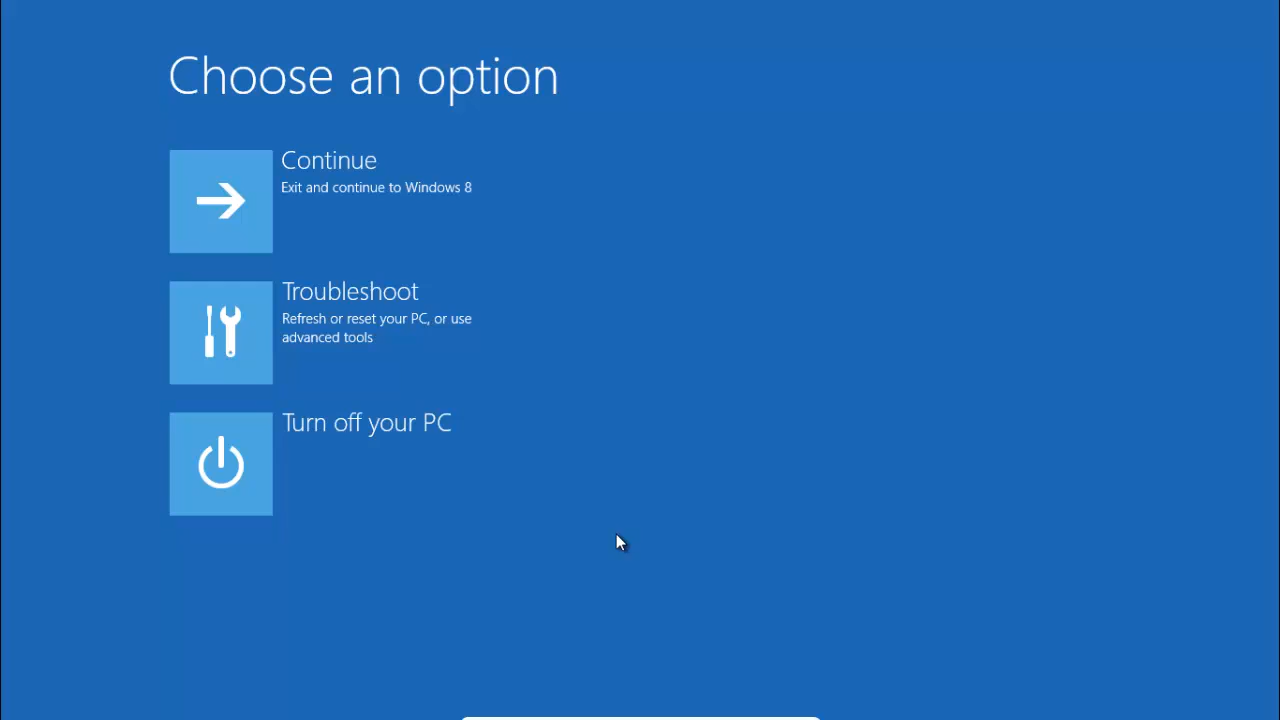 Choose an option
Continue
Exit and continue to Windows 8
Troubleshoot
Refresh or reset your PC, or use
advanced tools
Turn off your PC